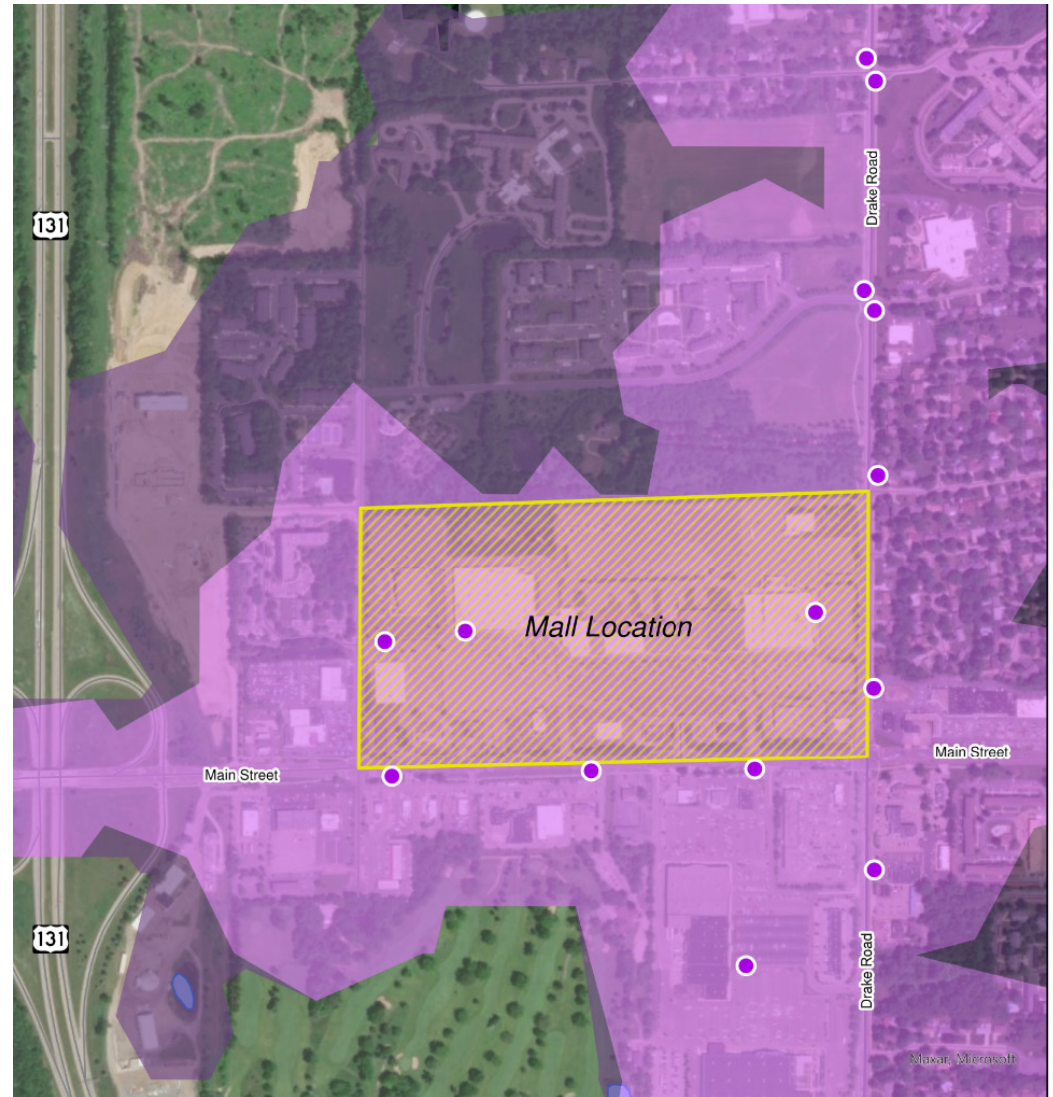 Drake Road
131
Mall Location
Main Street
Main Street
131
Drake Road
Maxar, Microsoft